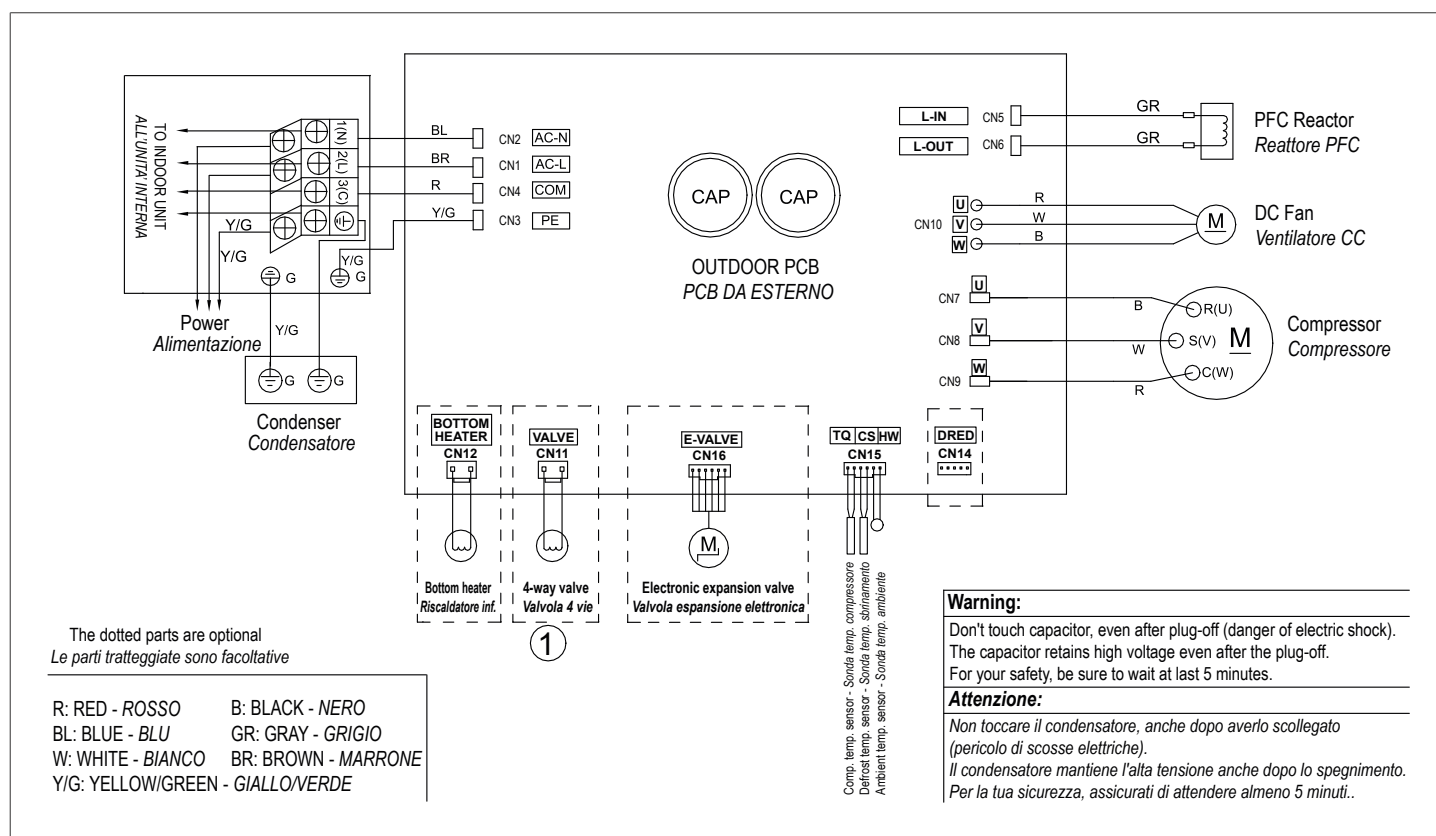 TO INDOOR UNIT
ALL'UNITA' INTERNA
1(N)
2(L)
3(C)
Y/G
Y/G
G
Y/G
G
Y/G
Power
Alimentazione
G
G
Condenser
Condensatore
BL
CN2
AC-N
BR
CN1
AC-L
R
CN4
COM
Y/G
CN3
PE
CAP
CAP
OUTDOOR PCB
PCB DA ESTERNO
L-IN
CN5
GR
L-OUT
CN6
GR
PFC Reactor
Reattore PFC
CN10
U
R
V
W
W
B
M
DC Fan
Ventilatore CC
CN7
U
B
R(U)
CN8
V
W
S(V)
M
CN9
W
R
C(W)
Compressor
Compressore
BOTTOM
HEATER
CN12
Bottom heater
Riscaldatore inf.
VALVE
CN11
4-way valve
Valvola 4 vie
1
E-VALVE
CN16
M
Electronic expansion valve
Valvola espansione elettronica
TQ CS HW
CN15
Comp. temp. sensor - Sonda temp. compressore
Defrost temp. sensor - Sonda temp. sbrinamento
Ambient temp. sensor - Sonda temp. ambiente
DRED
CN14
The dotted parts are optional
Le parti tratteggiate sono facoltative
R: RED - ROSSO B: BLACK - NERO
BL: BLUE - BLU GR: GRAY - GRIGIO
W: WHITE - BIANCO BR: BROWN - MARRONE
Y/G: YELLOW/GREEN - GIALLO/VERDE
Warning:
Don't touch capacitor, even after plug-off (danger of electric shock).
The capacitor retains high voltage even after the plug-off.
For your safety, be sure to wait at last 5 minutes.
Attenzione:
Non toccare il condensatore, anche dopo averlo scollegato
(pericolo di scosse elettriche).
Il condensatore mantiene l'alta tensione anche dopo lo spegnimento.
Per la tua sicurezza, assicurati di attendere almeno 5 minuti..